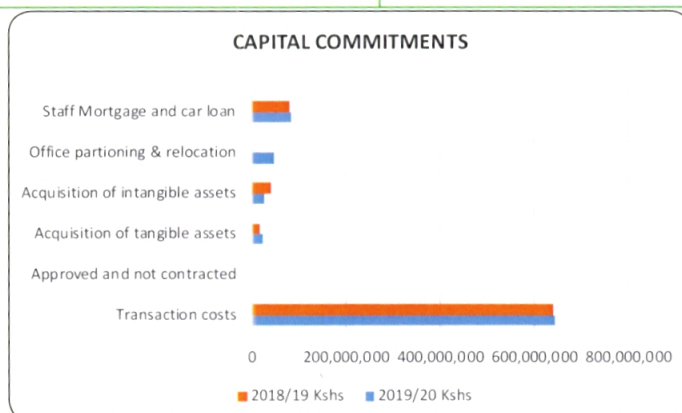 CAPITAL COMMITMENTS
Staff Mortgage and car loan
Office partioning & relocation
Acquisition of intangible assets
Acquisition of tangible assets
Approved and not contracted
Transaction costs
0 200,000,000 400,000,000 600,000,000 800,000,000
2018/19 Kshs 2019/20 Kshs